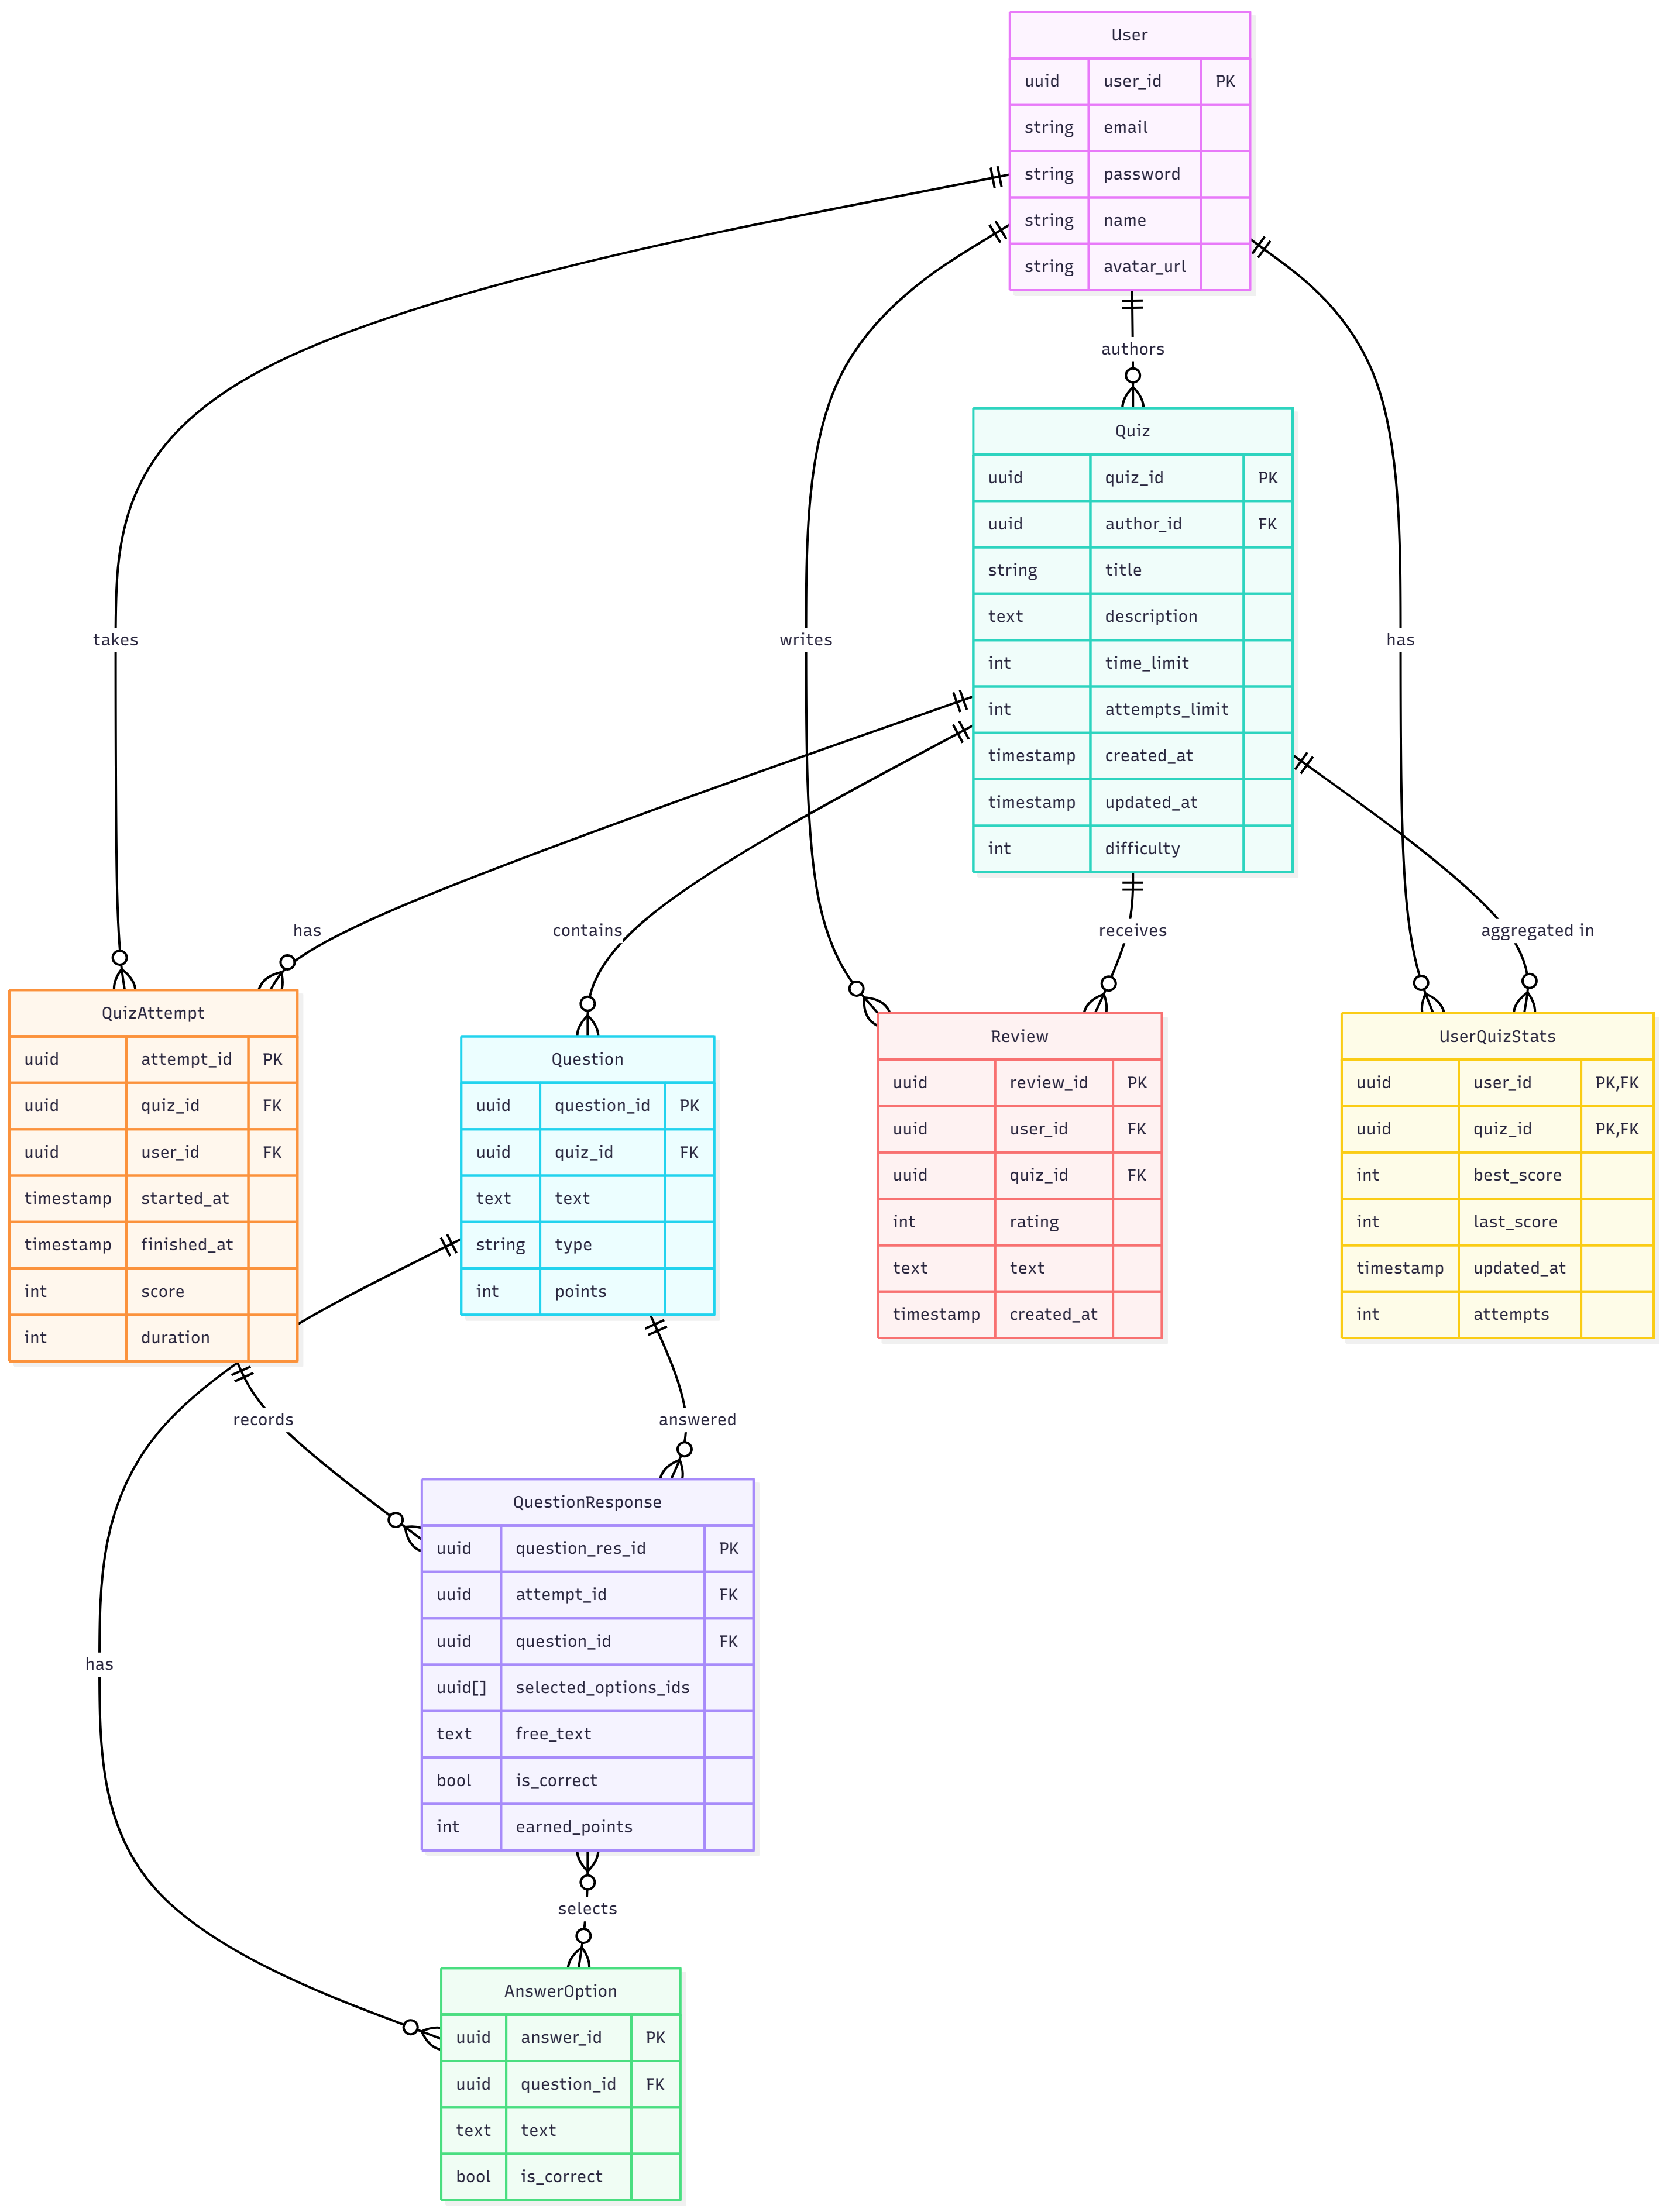 User
uuid user_id PK
string email
string password
string name
string avatar_url
authors
Quiz
uuid quiz_id PK
uuid author_id FK
string title
text description
int time_limit
int attempts_limit
timestamp created_at
timestamp updated_at
int difficulty
takes
writes
has
has
contains
receives
aggregated in
QuizAttempt
uuid attempt_id PK
uuid quiz_id FK
uuid user_id FK
timestamp started_at
timestamp finished_at
int score
int duration
Question
uuid question_id PK
uuid quiz_id FK
text text
string type
int points
Review
uuid review_id PK
uuid user_id FK
uuid quiz_id FK
int rating
text text
timestamp created_at
UserQuizStats
uuid user_id PK,FK
uuid quiz_id PK,FK
int best_score
int last_score
timestamp updated_at
int attempts
records
answered
QuestionResponse
uuid question_res_id PK
uuid attempt_id FK
uuid question_id FK
uuid[] selected_options_ids
text free_text
bool is_correct
int earned_points
has
selects
AnswerOption
uuid answer_id PK
uuid question_id FK
text text
bool is_correct